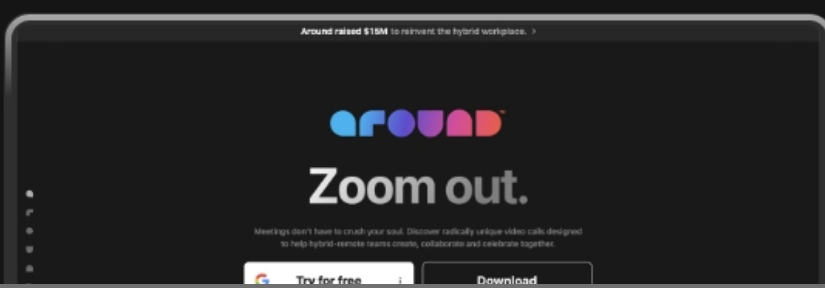 Around raised $15M to reinvent the hybrid workplace. >
around™
Zoom out.
Meetings don't have to crush your soul. Discover radically unique video calls designed
to help hybrid-remote teams create, collaborate and celebrate together.
Try for free
Download